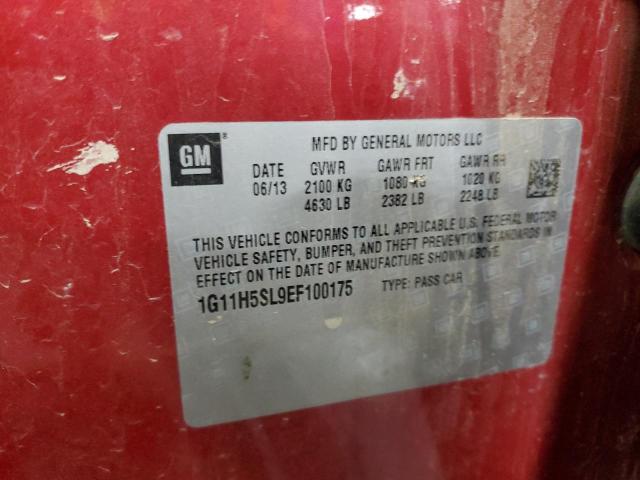 GM ®
MFD BY GENERAL MOTORS LLC
DATE GVWR GAWR FRT GAWR RR
06/13 2100 KG 1080 KG 1020 KG
4630 LB 2382 LB 2248 LB
THIS VEHICLE CONFORMS TO ALL APPLICABLE U.S. FEDERAL MOTOR
VEHICLE SAFETY, BUMPER, AND THEFT PREVENTION STANDARDS IN
EFFECT ON THE DATE OF MANUFACTURE SHOWN ABOVE.
1G11H5SL9EF100175 TYPE: PASS CAR